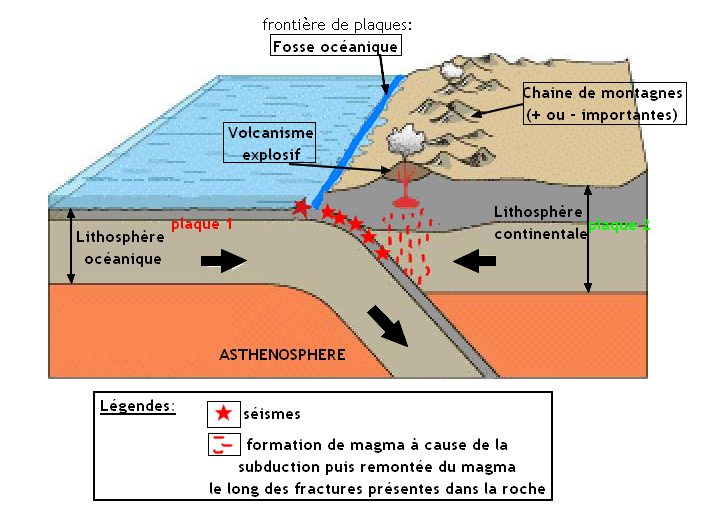 frontière de plaques:
Fosse océanique
Chaine de montagnes
(+ ou - importantes)
Volcanisme
explosif
plaque 1
Lithosphère
océanique
Lithosphère
continentale
plaque 2
ASTHENOSPHERE
Légendes:
séismes
formation de magma à cause de la
subduction puis remontée du magma
le long des fractures présentes dans la roche